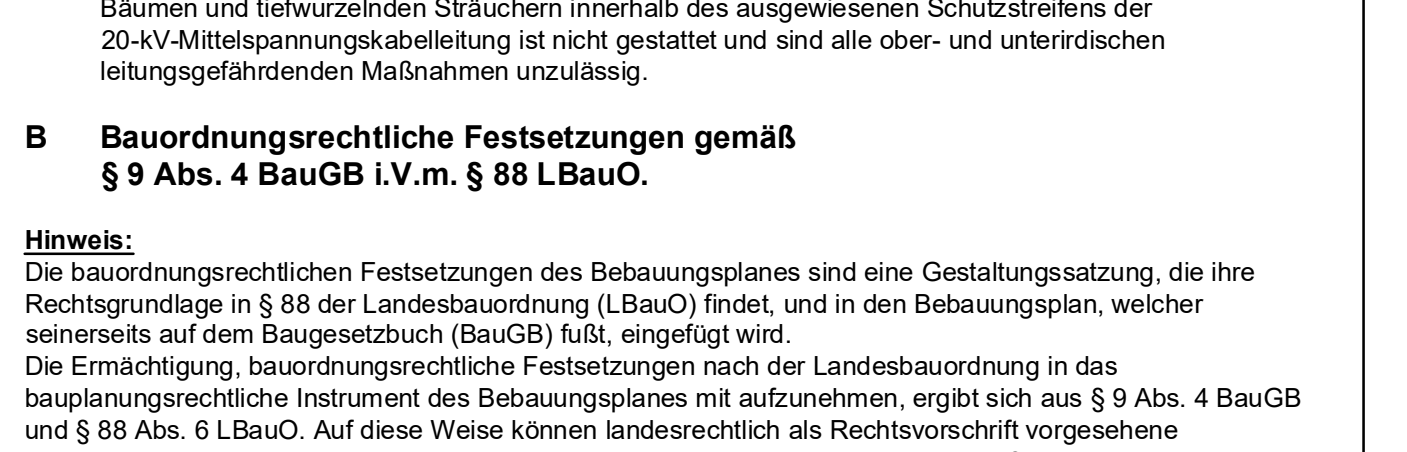 Bäumen und tiefwurzelnden Sträuchern innerhalb des ausgewiesenen Schutzstreifens der
20-kV-Mittelspannungskabelleitung ist nicht gestattet und sind alle ober- und unterirdischen
leitungsgefährdenden Maßnahmen unzulässig.
B Bauordnungsrechtliche Festsetzungen gemäß
§ 9 Abs. 4 BauGB i.V.m. § 88 LBauO.
Hinweis:
Die bauordnungsrechtlichen Festsetzungen des Bebauungsplanes sind eine Gestaltungssatzung, die ihre
Rechtsgrundlage in § 88 der Landesbauordnung (LBauO) findet, und in den Bebauungsplan, welcher
seinerseits auf dem Baugesetzbuch (BauGB) fußt, eingefügt wird.
Die Ermächtigung, bauordnungsrechtliche Festsetzungen nach der Landesbauordnung in das
bauplanungsrechtliche Instrument des Bebauungsplanes mit aufzunehmen, ergibt sich aus § 9 Abs. 4 BauGB
und § 88 Abs. 6 LBauO. Auf diese Weise können landesrechtlich als Rechtsvorschrift vorgesehene